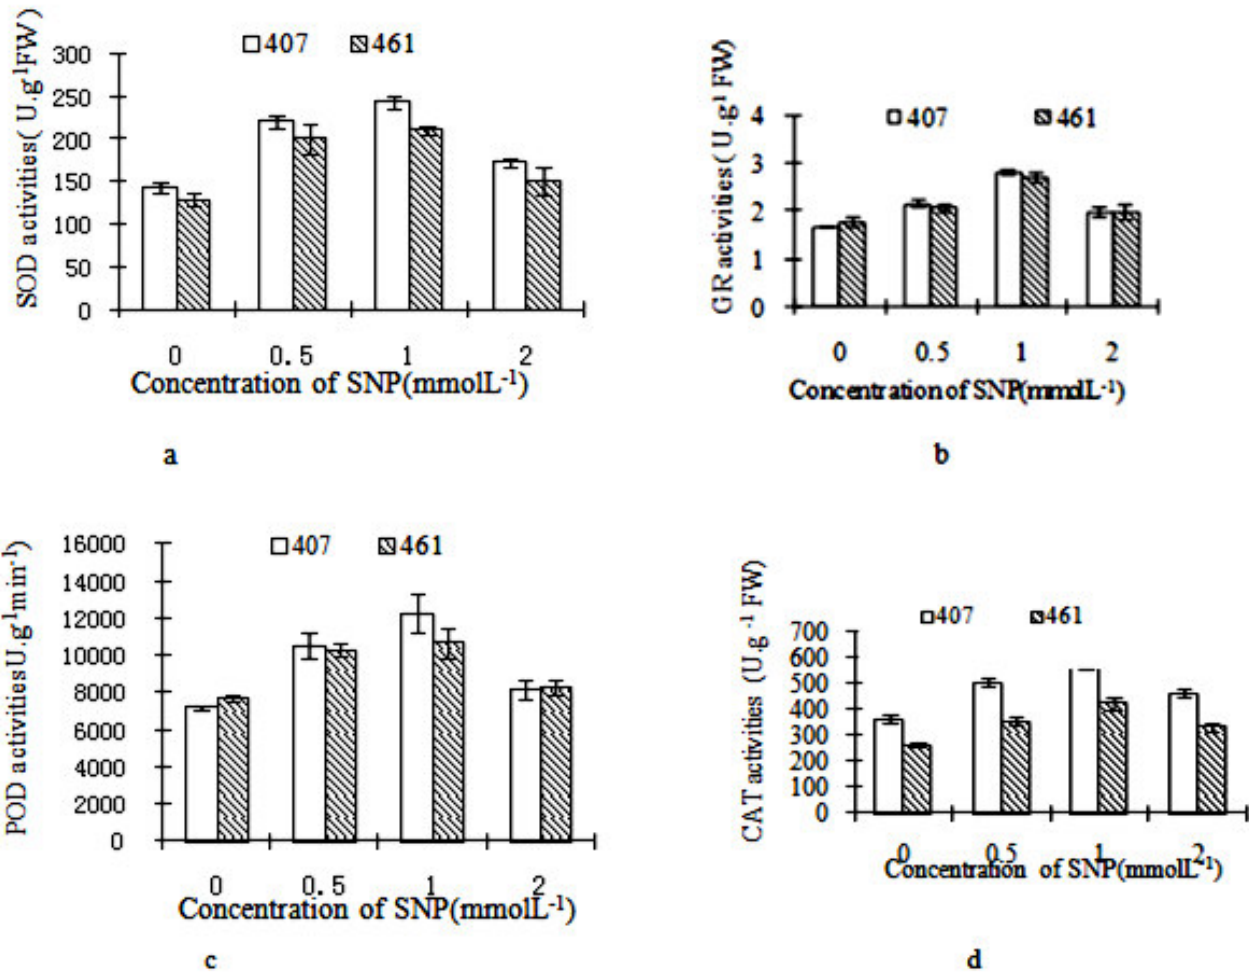 SOD activities( U.g¹FW)
407 461
300
250
200
150
100
50
0
0 0.5 1 2
Concentration of SNP(mmolL⁻¹)
a
GR activities( U.g¹ FW)
407 461
4
3
2
1
0
0 0.5 1 2
Concentration of SNP(mmolL⁻¹)
b
POD activitiesU.g⁻¹min⁻¹)
407 461
16000
14000
12000
10000
8000
6000
4000
2000
0
0 0.5 1 2
Concentration of SNP(mmolL⁻¹)
c
CAT activities (U.g⁻¹ FW)
407 461
700
600
500
400
300
200
100
0
0 0.5 1 2
Concentration of SNP(mmolL⁻¹)
d